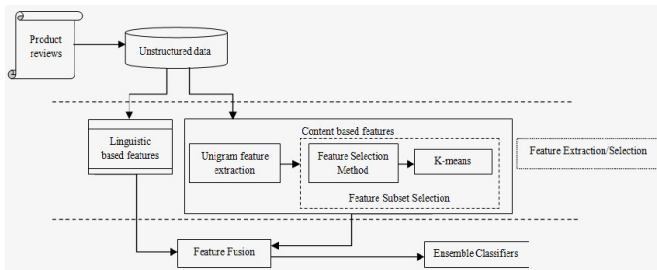 Product
reviews
Unstructured data
Linguistic
based features
Content based features
Unigram feature
extraction
Feature Selection
Method
K-means
Feature Subset Selection
Feature Extraction/Selection
Feature Fusion
Ensemble Classifiers